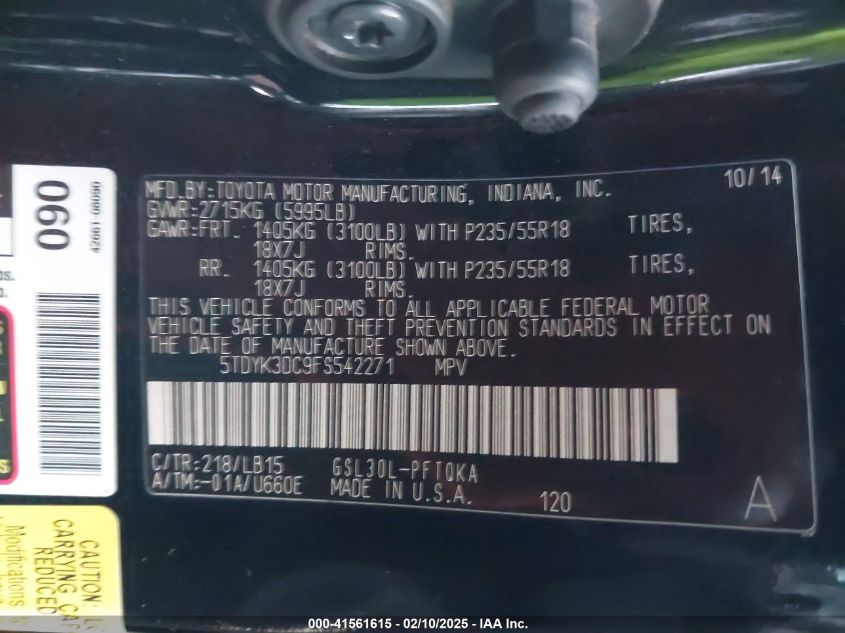 MFD.BY:TOYOTA MOTOR MANUFACTURING, INDIANA, INC. 10/14
GVWR:2715KG (5995LB)
GAWR:FRT. 1405KG (3100LB) WITH P235/55R18 TIRES,
18X7J RIMS.
RR. 1405KG (3100LB) WITH P235/55R18 TIRES,
18X7J RIMS.
THIS VEHICLE CONFORMS TO ALL APPLICABLE FEDERAL MOTOR
VEHICLE SAFETY AND THEFT PREVENTION STANDARDS IN EFFECT ON
THE DATE OF MANUFACTURE SHOWN ABOVE.
5TDYK3DC9FS542271 MPV
C/TR:218/LB15 GSL30L-PFTQKA
A/TM:-01A/U660E MADE IN U.S.A. 120 A
060
CAUTION:
CARRYING
REDUCED
Modifications
000-41561615 - 02/10/2025 - IAA Inc.